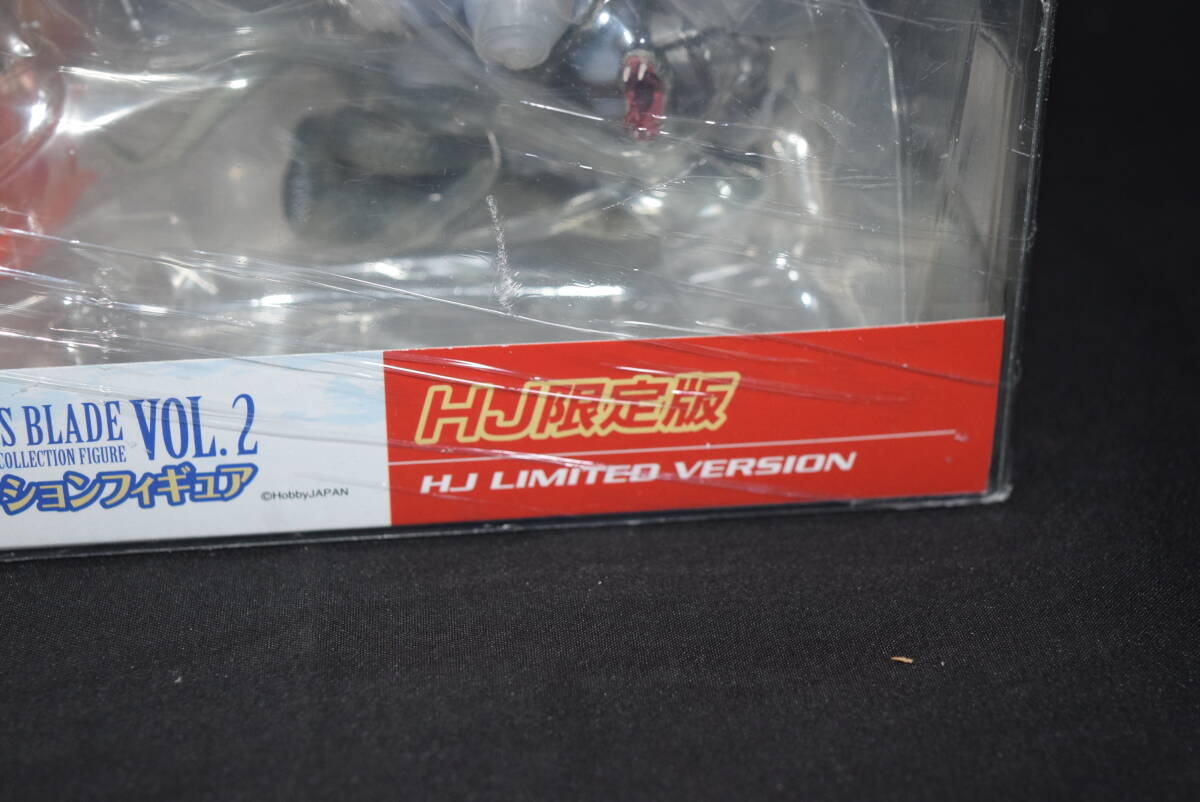 S BLADE VOL.2
COLLECTION FIGURE
ションフィギュア
©HobbyJAPAN
HJ限定版
HJ LIMITED VERSION